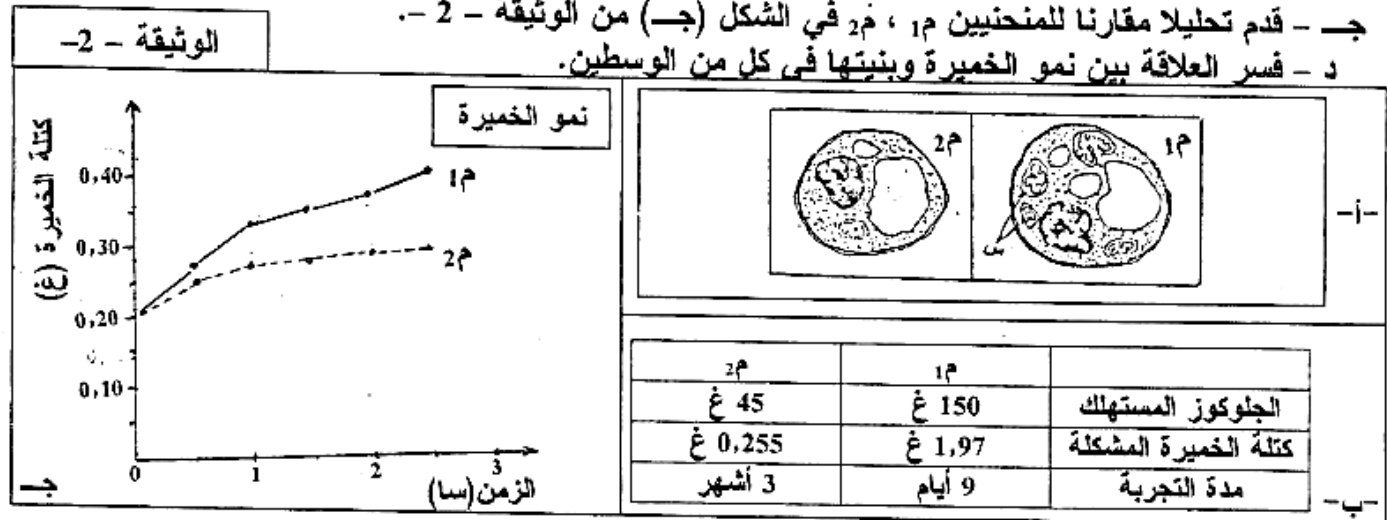 جـ - قدم تحليلا مقارنا للمنحنيين م1 ، م2 في الشكل (جـ) من الوثيقة - 2 -.
د - فسر العلاقة بين نمو الخميرة وبنيتها في كل من الوسطين.
الوثيقة - 2-
م1
م2
س
-أ-
م1 م2
الجلوكوز المستهلك 150 غ 45 غ
كتلة الخميرة المشكلة 1,97 غ 0,255 غ
مدة التجربة 9 أيام 3 أشهر
-ب-
نمو الخميرة
كتلة الخميرة (غ)
0,40
0,30
0,20
0,10
م1
م2
0 1 2 3
الزمن(سا)
جـ